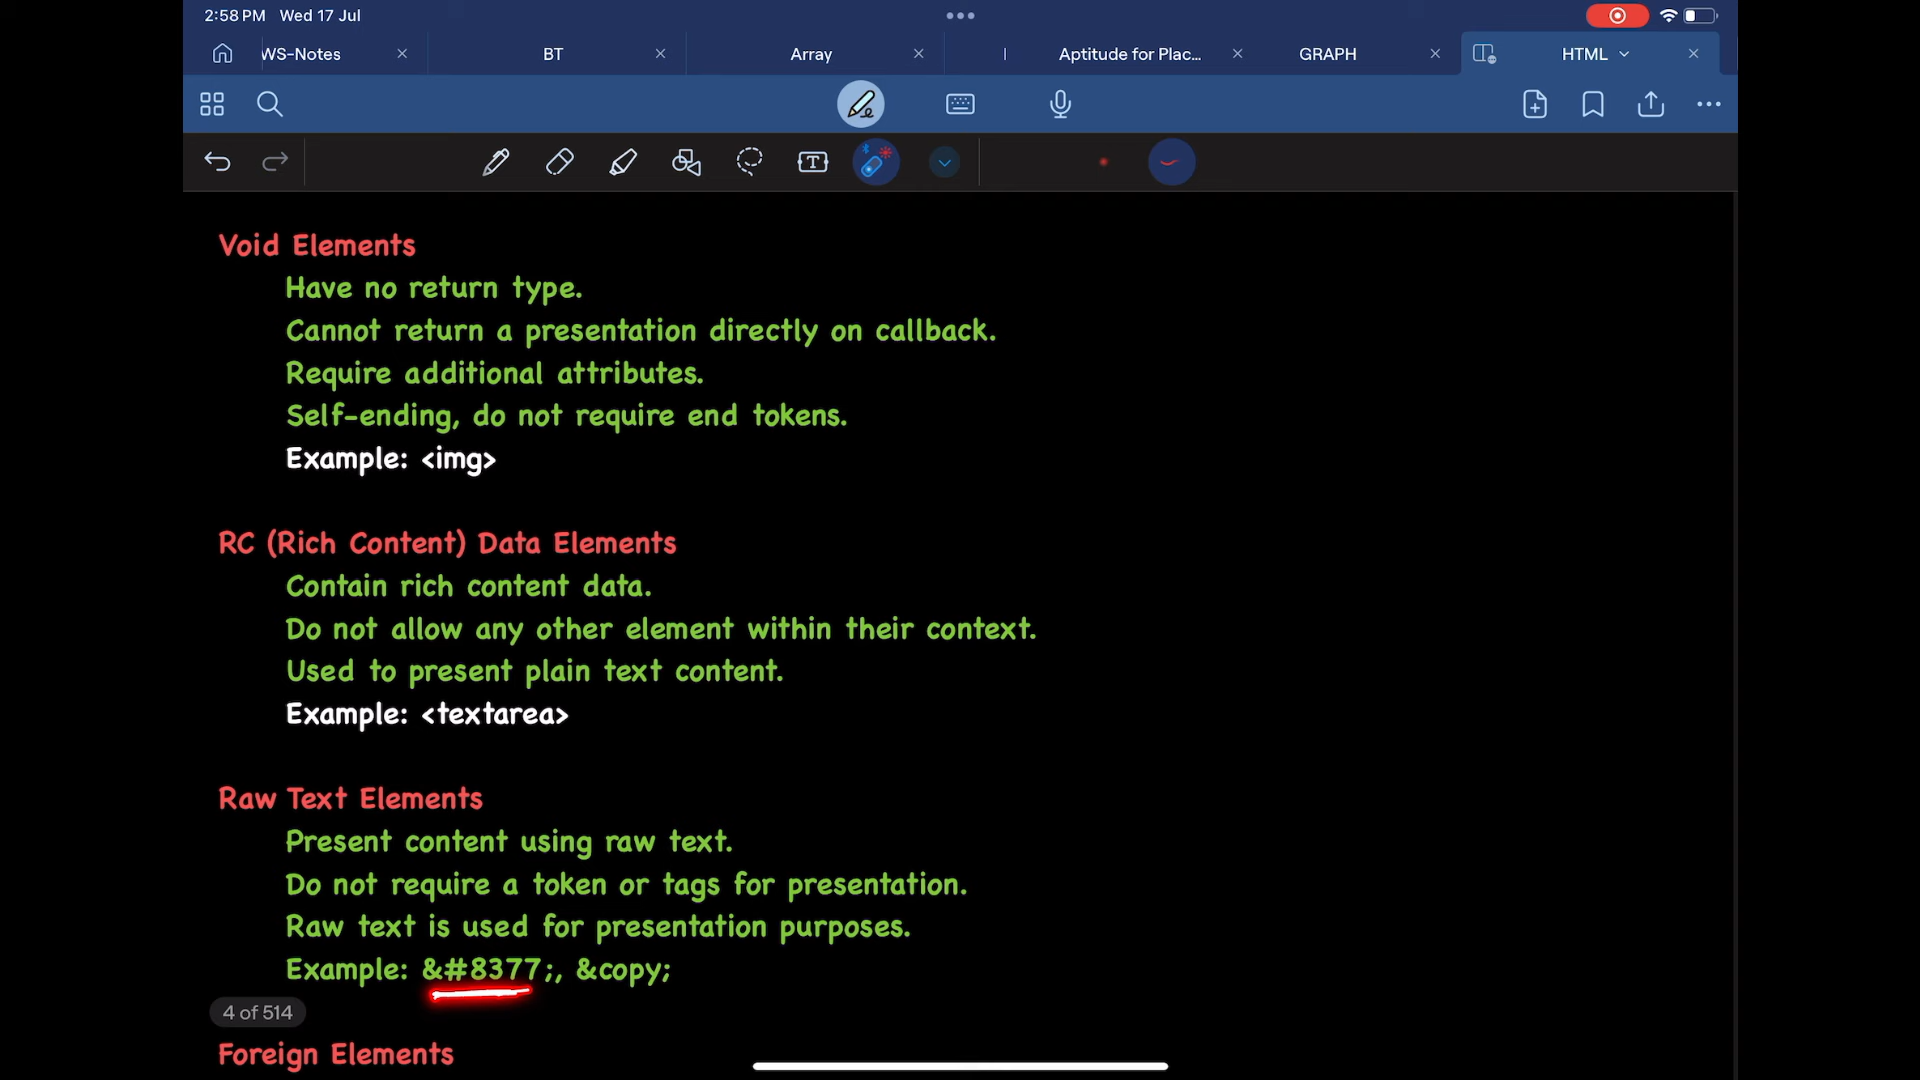 2:58 PM Wed 17 Jul
WS-Notes BT Array Aptitude for Plac... GRAPH HTML
Void Elements
Have no return type.
Cannot return a presentation directly on callback.
Require additional attributes.
Self-ending, do not require end tokens.
Example: <img>
RC (Rich Content) Data Elements
Contain rich content data.
Do not allow any other element within their context.
Used to present plain text content.
Example: <textarea>
Raw Text Elements
Present content using raw text.
Do not require a token or tags for presentation.
Raw text is used for presentation purposes.
Example: &#8377;, &copy;
4 of 514
Foreign Elements